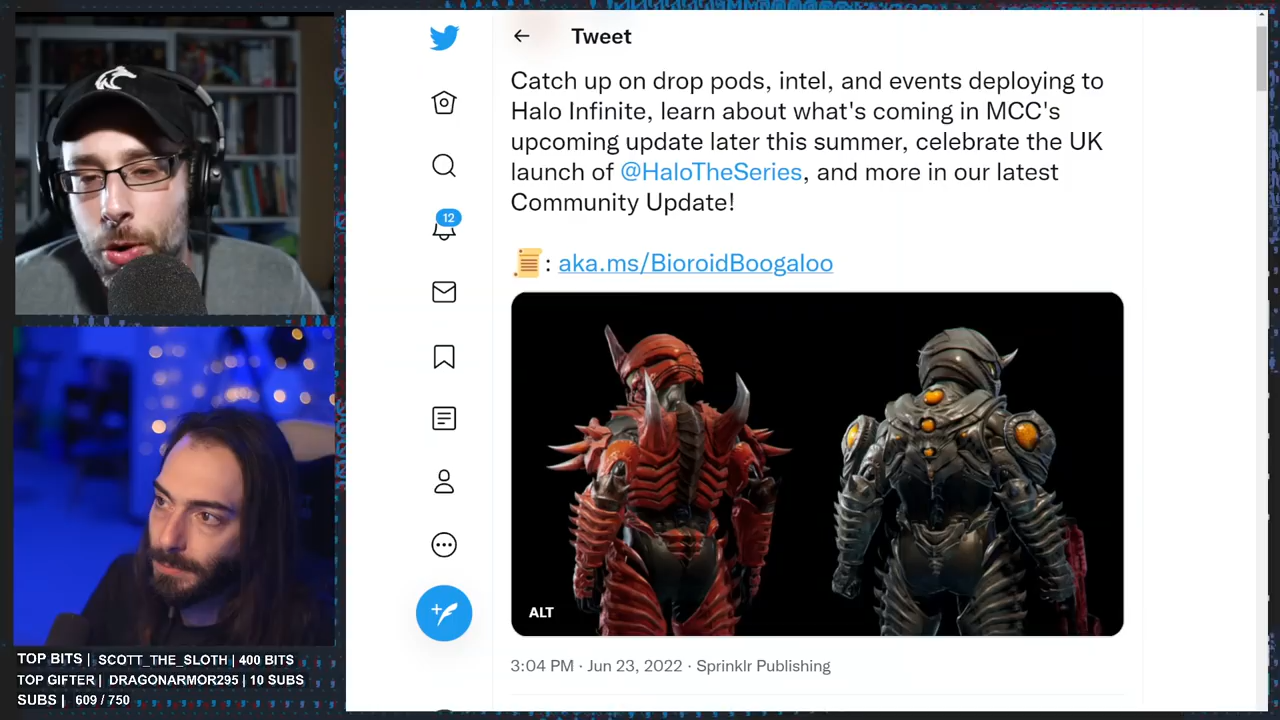 Tweet
Catch up on drop pods, intel, and events deploying to
Halo Infinite, learn about what's coming in MCC's
upcoming update later this summer, celebrate the UK
launch of @HaloTheSeries, and more in our latest
Community Update!
: aka.ms/BioroidBoogaloo
ALT
3:04 PM · Jun 23, 2022 · Sprinklr Publishing
12
TOP BITS | SCOTT_THE_SLOTH | 400 BITS
TOP GIFTER | DRAGONARMOR295 | 10 SUBS
SUBS | 609 / 750